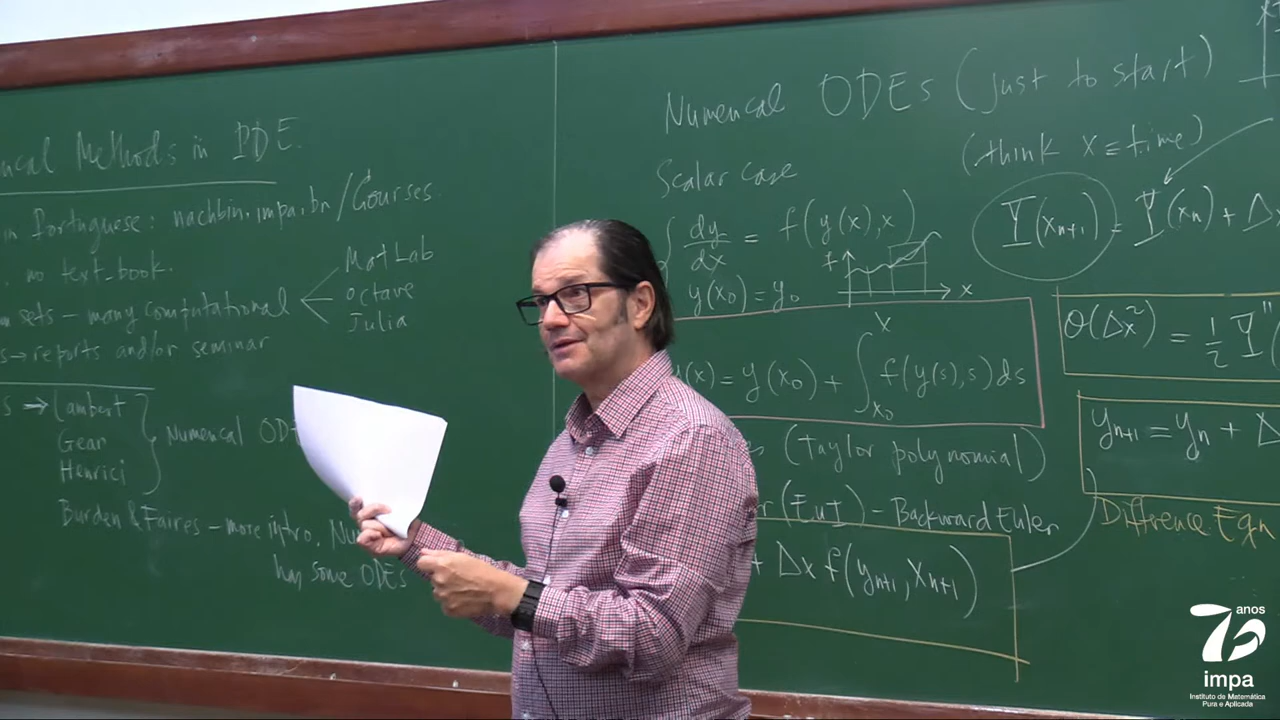 Methods in PDE.
in Portuguese: nachbin.impa.br/Courses
no text-book.
sets – many computational
MatLab
Octave
Julia
→ reports and/or seminar
→ Lambert
Gear
Henrici
Numerical OD
Burden & Faires – more intro. Nu
has some ODEs
Numerical ODEs (just to start)
(think x ≡ time)
Scalar case
dy/dx = f(y(x), x)
y(x₀) = y₀
f
x
Y(xₙ₊₁) = Y(xₙ) + Δ
(x) = y(x₀) + ∫ₓ₀ˣ f(y(s), s) ds
O(Δx²) = 1/2 Y''
yₙ₊₁ = yₙ + Δ
(Taylor polynomial)
Difference Eqn
(EuI) – Backward Euler
+ Δx f(yₙ₊₁, xₙ₊₁)
75 anos
impa
Instituto de Matemática
Pura e Aplicada